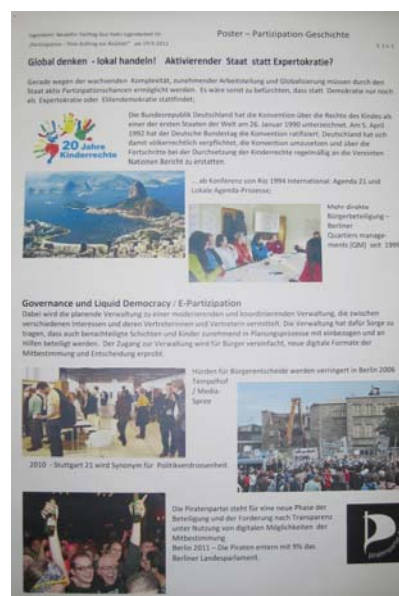 Poster – Partizipation-Geschichte
Global denken - lokal handeln! Aktivierender Staat statt Expertokratie?
Gerade wegen der wachsenden Komplexität, zunehmender Arbeitsteilung und Globalisierung müssen durch den
Staat aktiv Partizipationschancen ermöglicht werden. Es wäre sonst zu befürchten, dass statt Demokratie nur noch
als Expertokratie oder Elitendemokratie stattfindet;
Die Bundesrepublik Deutschland hat die Konvention über die Rechte des Kindes als
einer der ersten Staaten der Welt am 26. Januar 1990 unterzeichnet. Am 5. April
1992 hat der Deutsche Bundestag die Konvention ratifiziert. Deutschland hat sich
damit völkerrechtlich verpflichtet, die Konvention umzusetzen und über die
Fortschritte bei der Durchsetzung der Kinderrechte regelmäßig an die Vereinten
Nationen Bericht zu erstatten.
20 Jahre
Kinderrechte
...ab Konferenz von Rio 1994 International: Agenda 21 und
Lokale Agenda-Prozesse;
Mehr direkte
Bürgerbeteiligung –
Berliner
Quartiers manage-
ments (QM) seit 1999
Governance und Liquid Democracy / E-Partizipation
Dabei wird die planende Verwaltung zu einer moderierenden und koordinierenden Verwaltung, die zwischen
verschiedenen Interessen und deren Vertreterinnen und Vertretern vermittelt. Die Verwaltung hat dafür Sorge zu
tragen, dass auch benachteiligte Schichten und Kinder zunehmend in Planungsprozesse mit einbezogen und an
Hilfen beteiligt werden. Der Zugang zur Verwaltung wird für Bürger vereinfacht, neue digitale Formate der
Mitbestimmung und Entscheidung erprobt.
Hürden für Bürgerentscheide werden verringert in Berlin 2006
Tempelhof
/ Media-
Spree
2010 - Stuttgart 21 wird Synonym für Politikverdrossenheit
Die Piratenpartei steht für eine neue Phase der
Beteiligung und der Forderung nach Transparenz
unter Nutzung von digitalen Möglichkeiten der
Mitbestimmung
Berlin 2011 – Die Piraten entern mit 9% das
Berliner Landesparlament.